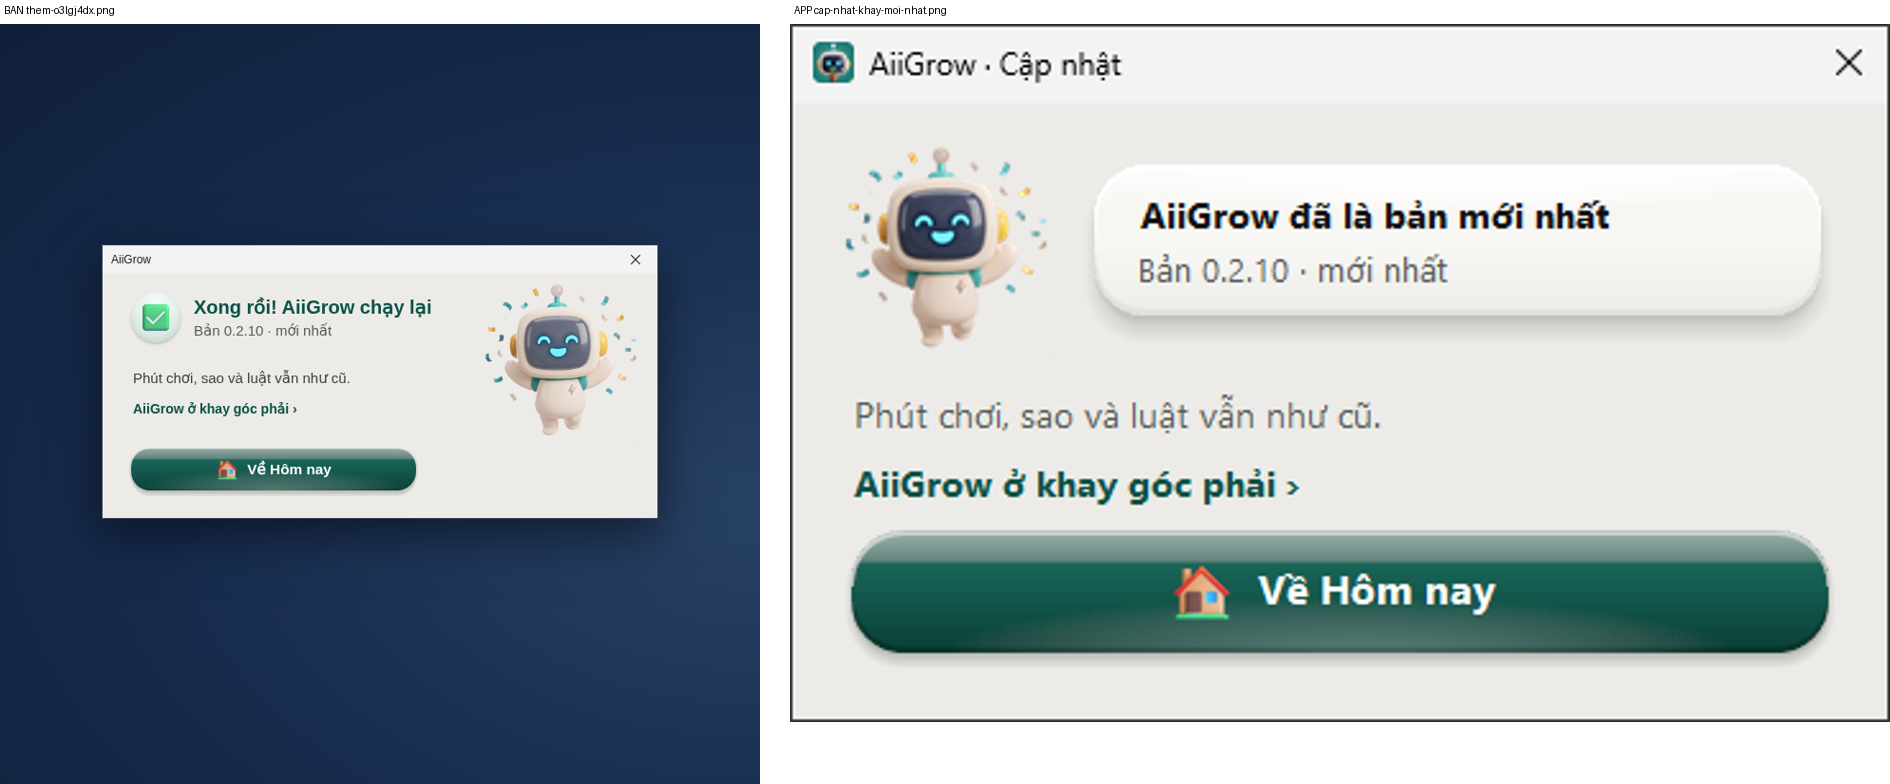 BAN them-o3lgj4dx.png
AiiGrow
Xong rồi! AiiGrow chạy lại
Bản 0.2.10 · mới nhất
Phút chơi, sao và luật vẫn như cũ.
AiiGrow ở khay góc phải ›
Về Hôm nay
APP cap-nhat-khay-moi-nhat.png
AiiGrow · Cập nhật
AiiGrow đã là bản mới nhất
Bản 0.2.10 · mới nhất
Phút chơi, sao và luật vẫn như cũ.
AiiGrow ở khay góc phải ›
Về Hôm nay